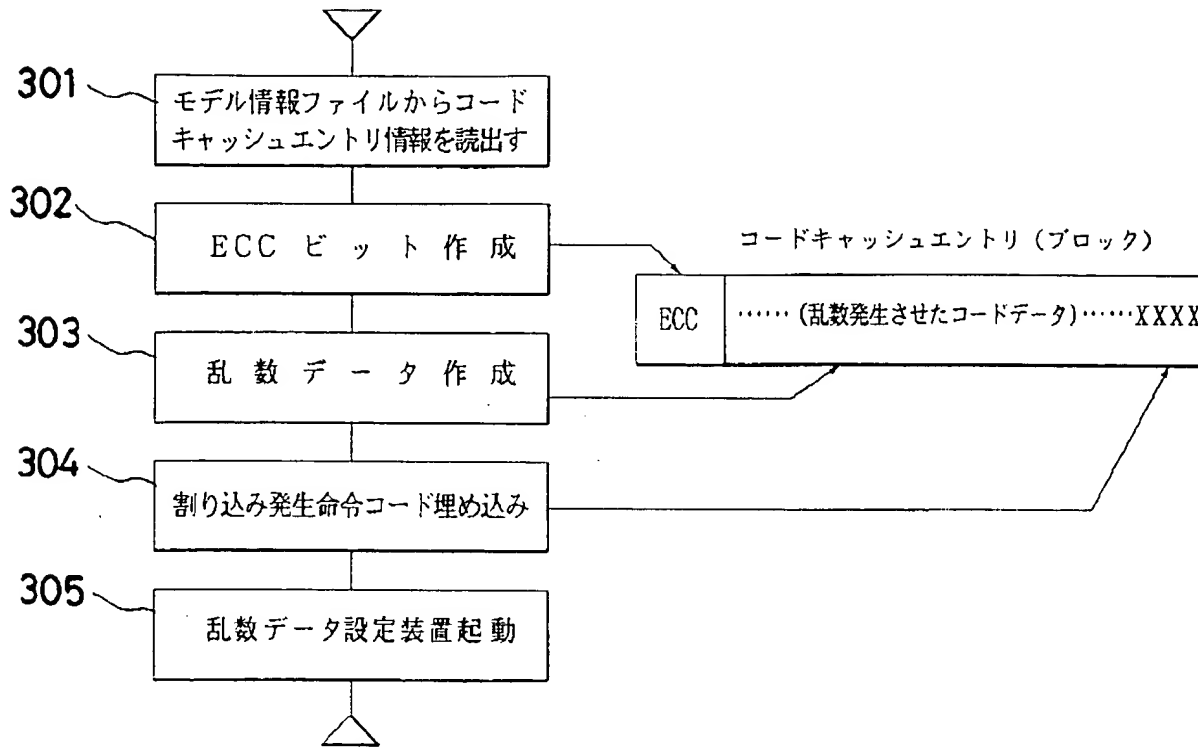 301
モデル情報ファイルからコード
キャッシュエントリ情報を読出す
302
ECC ビット作成
コードキャッシュエントリ(ブロック)
ECC
……(乱数発生させたコードデータ)……XXXX
303
乱数データ作成
304
割り込み発生命令コード埋め込み
305
乱数データ設定装置起動